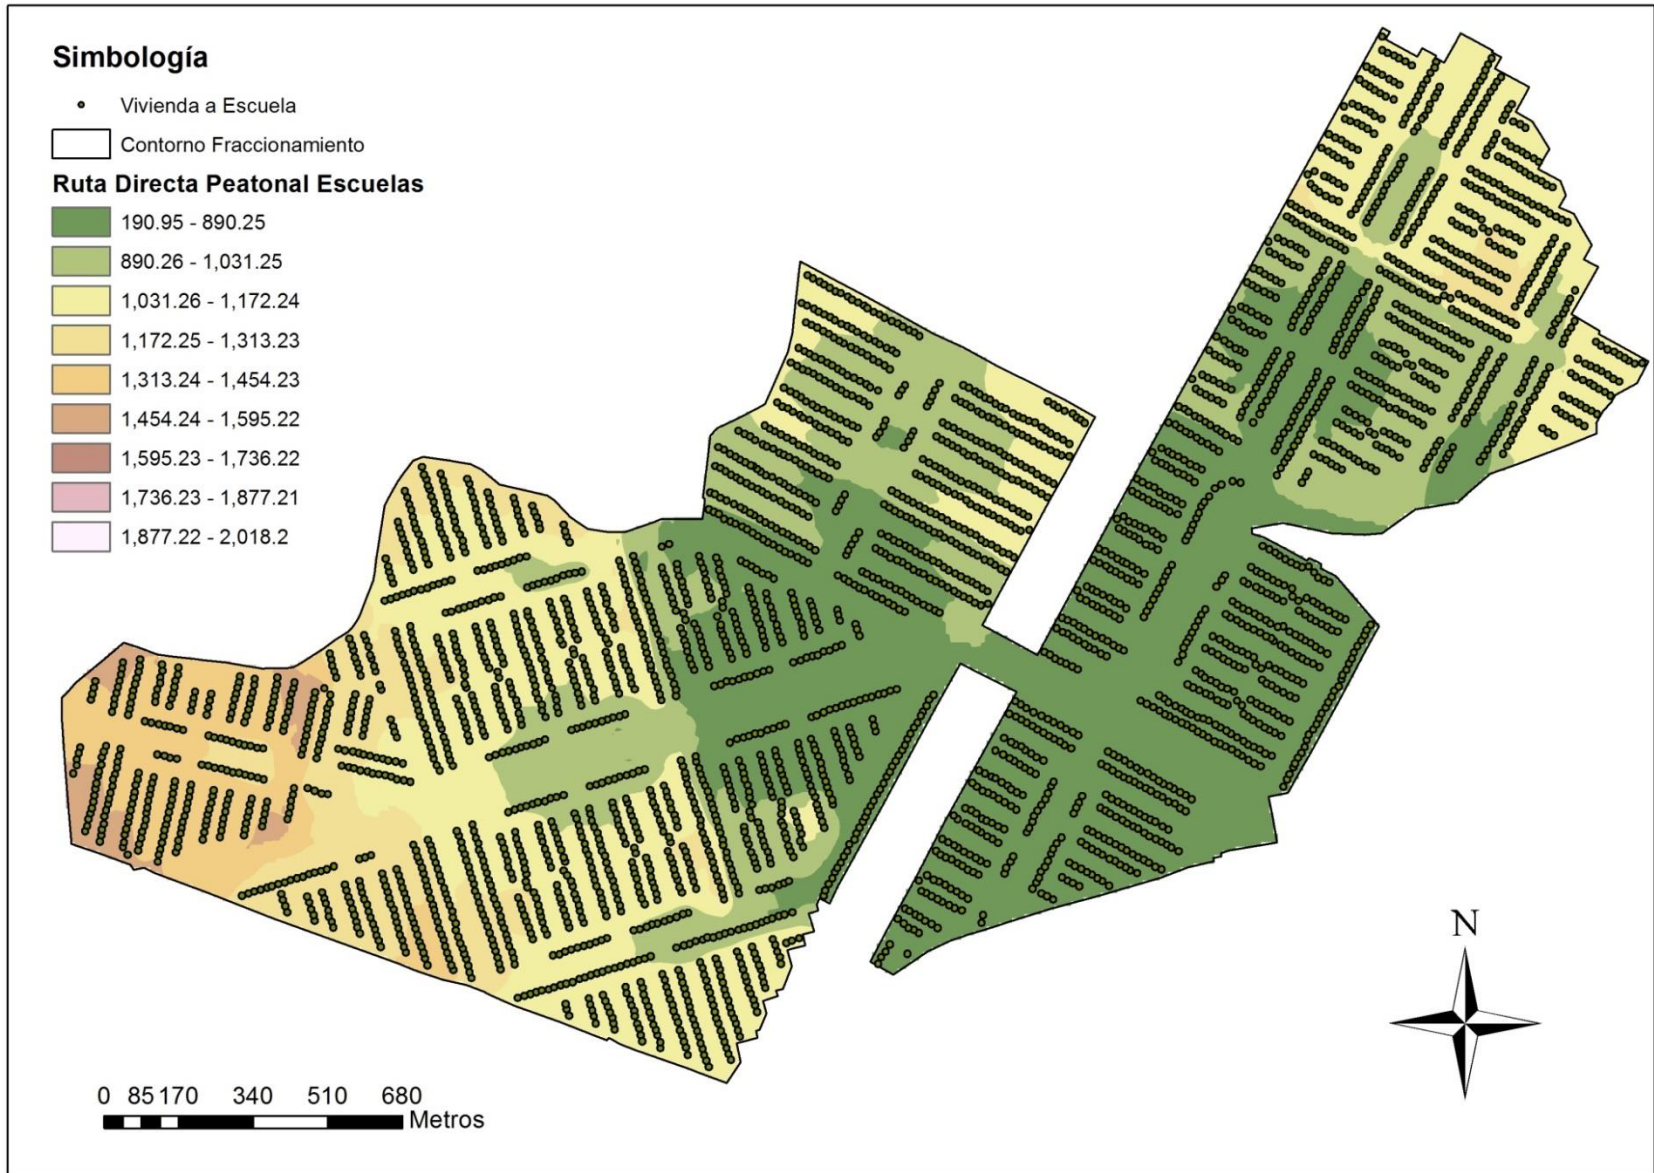 Simbología
Vivienda a Escuela
Contorno Fraccionamiento
Ruta Directa Peatonal Escuelas
190.95 - 890.25
890.26 - 1,031.25
1,031.26 - 1,172.24
1,172.25 - 1,313.23
1,313.24 - 1,454.23
1,454.24 - 1,595.22
1,595.23 - 1,736.22
1,736.23 - 1,877.21
1,877.22 - 2,018.2
N
0 85 170 340 510 680
Metros